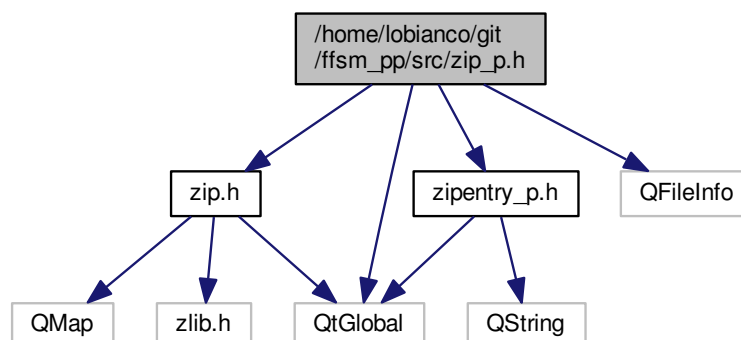 /home/lobianco/git
/ffsm_pp/src/zip_p.h
zip.h
zipentry_p.h
QFileInfo
QMap
zlib.h
QtGlobal
QString